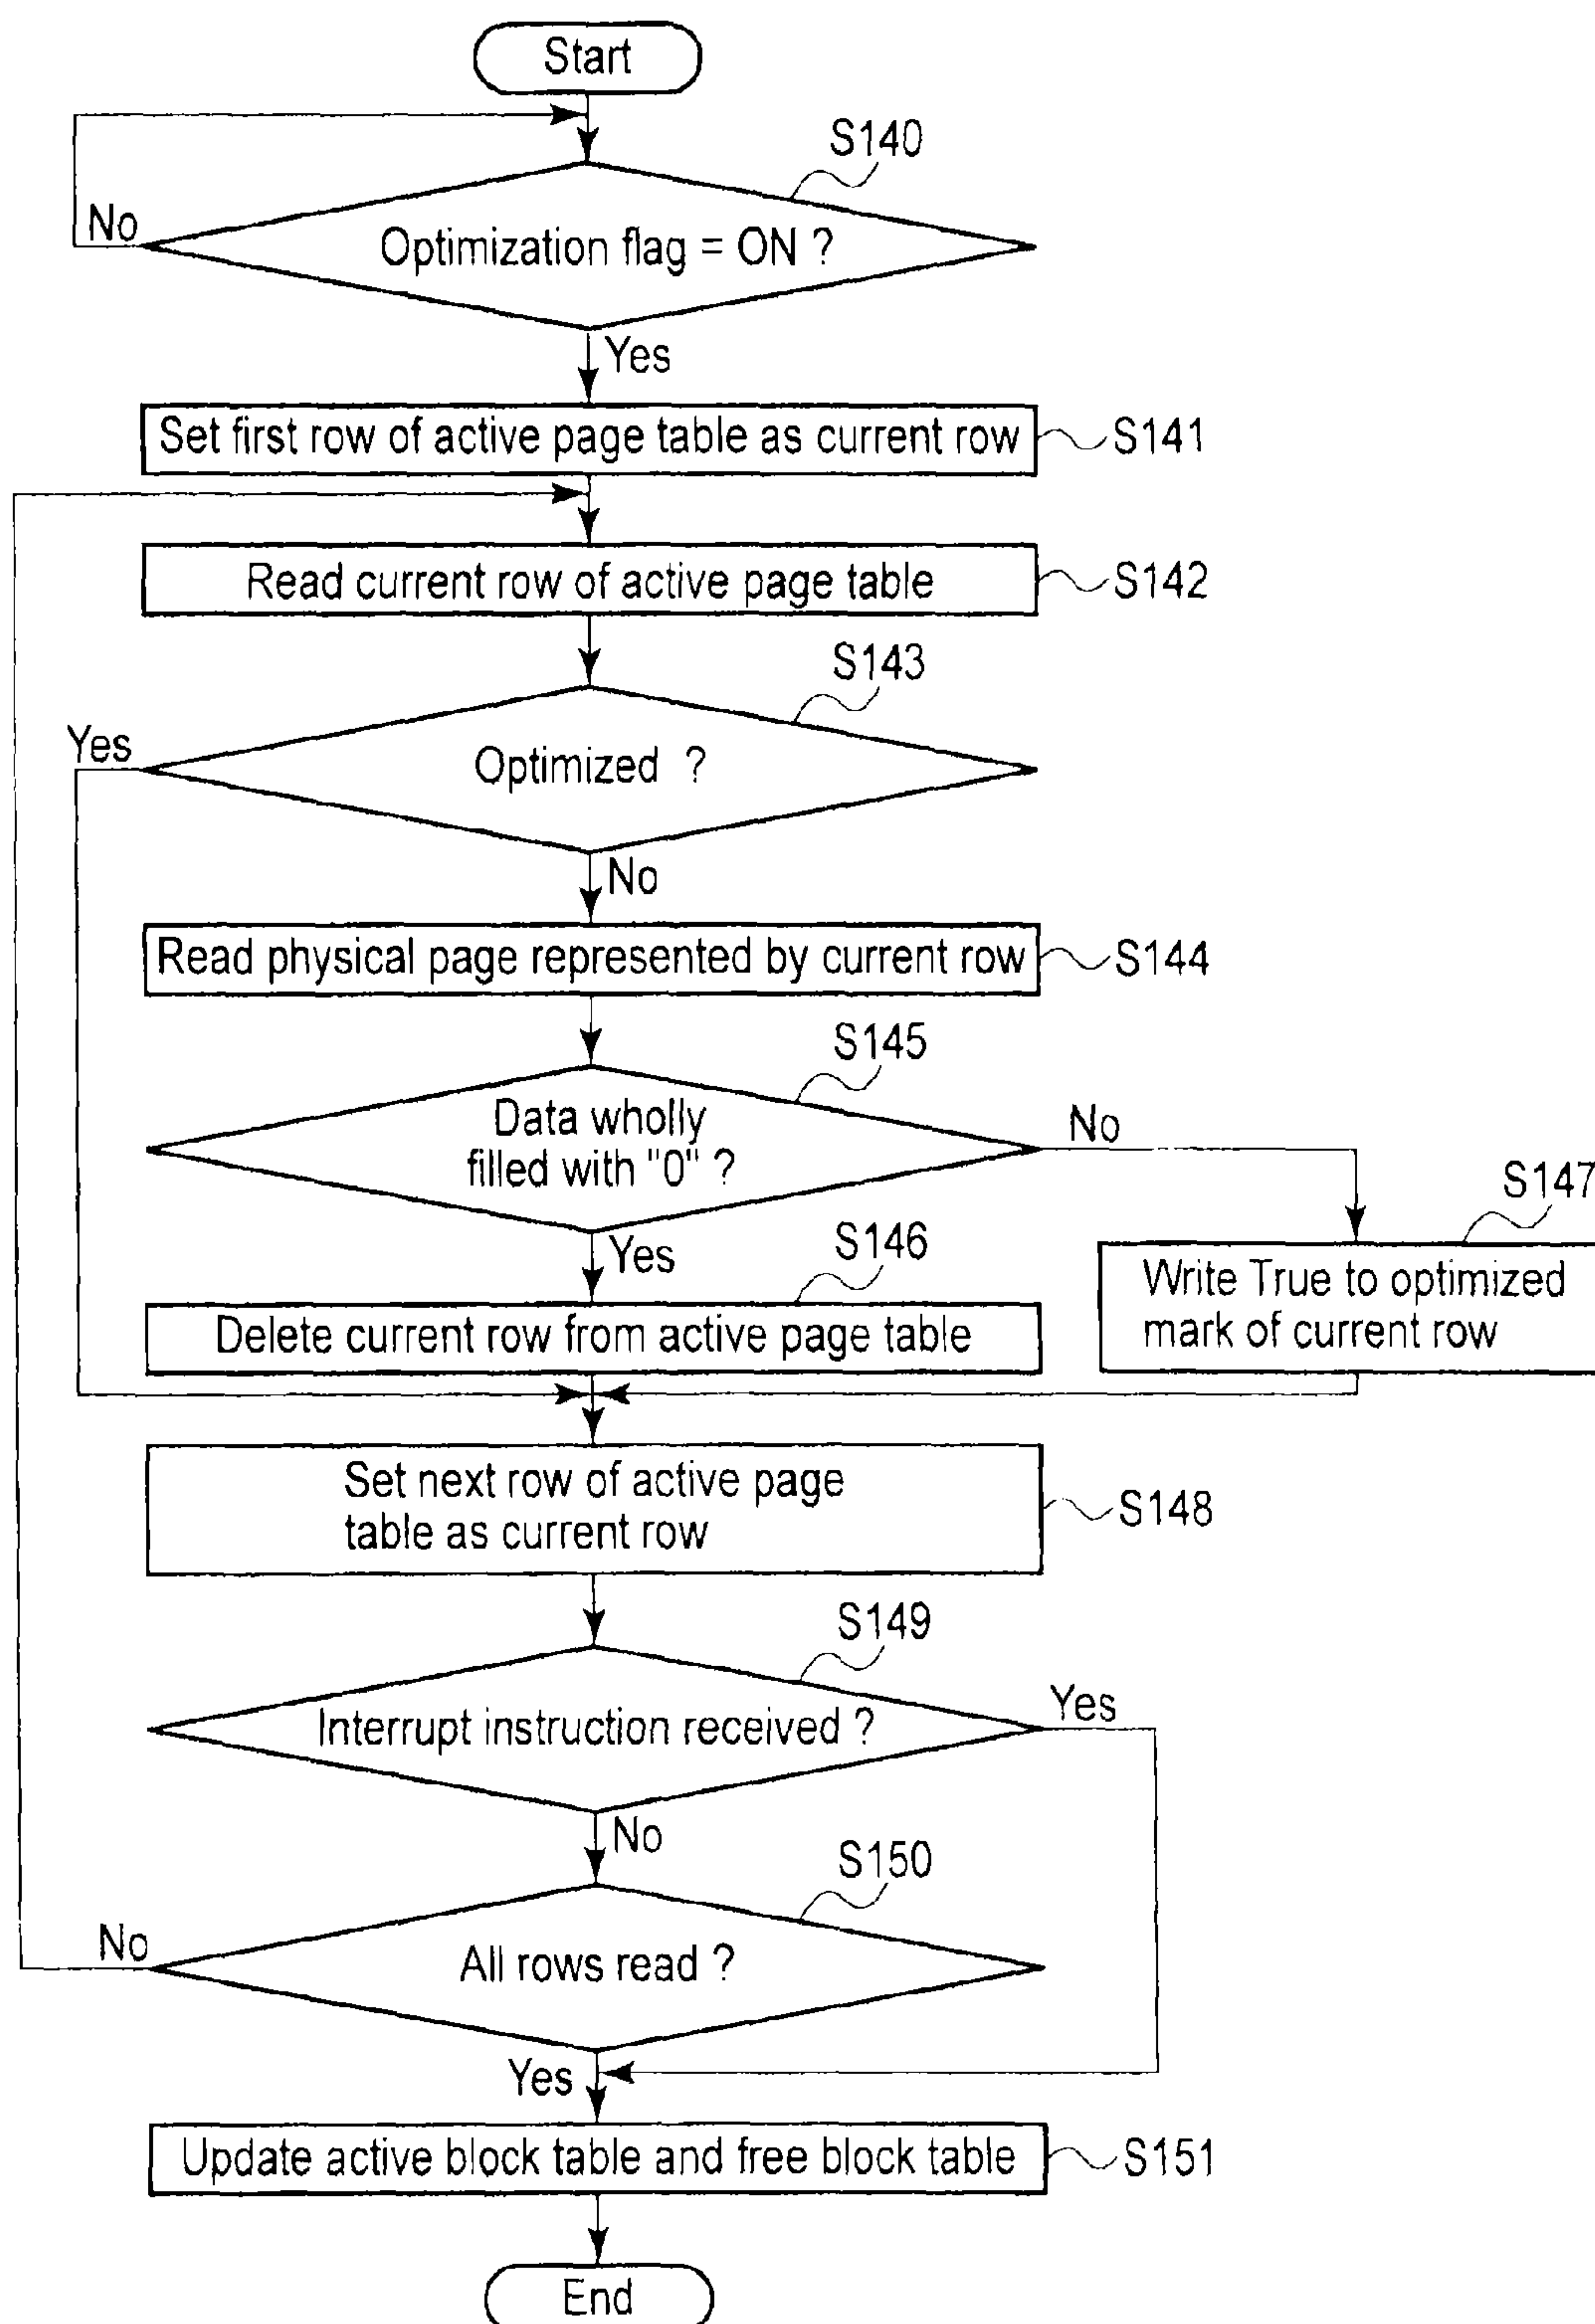 Start
S140
No
Optimization flag = ON ?
Yes
Set first row of active page table as current row
S141
Read current row of active page table
S142
S143
Yes
Optimized ?
No
Read physical page represented by current row
S144
S145
Data wholly
filled with "0" ?
No
S147
Yes
S146
Write True to optimized
mark of current row
Delete current row from active page table
Set next row of active page
table as current row
S148
S149
Interrupt instruction received ?
Yes
No
S150
No
All rows read ?
Yes
Update active block table and free block table
S151
End